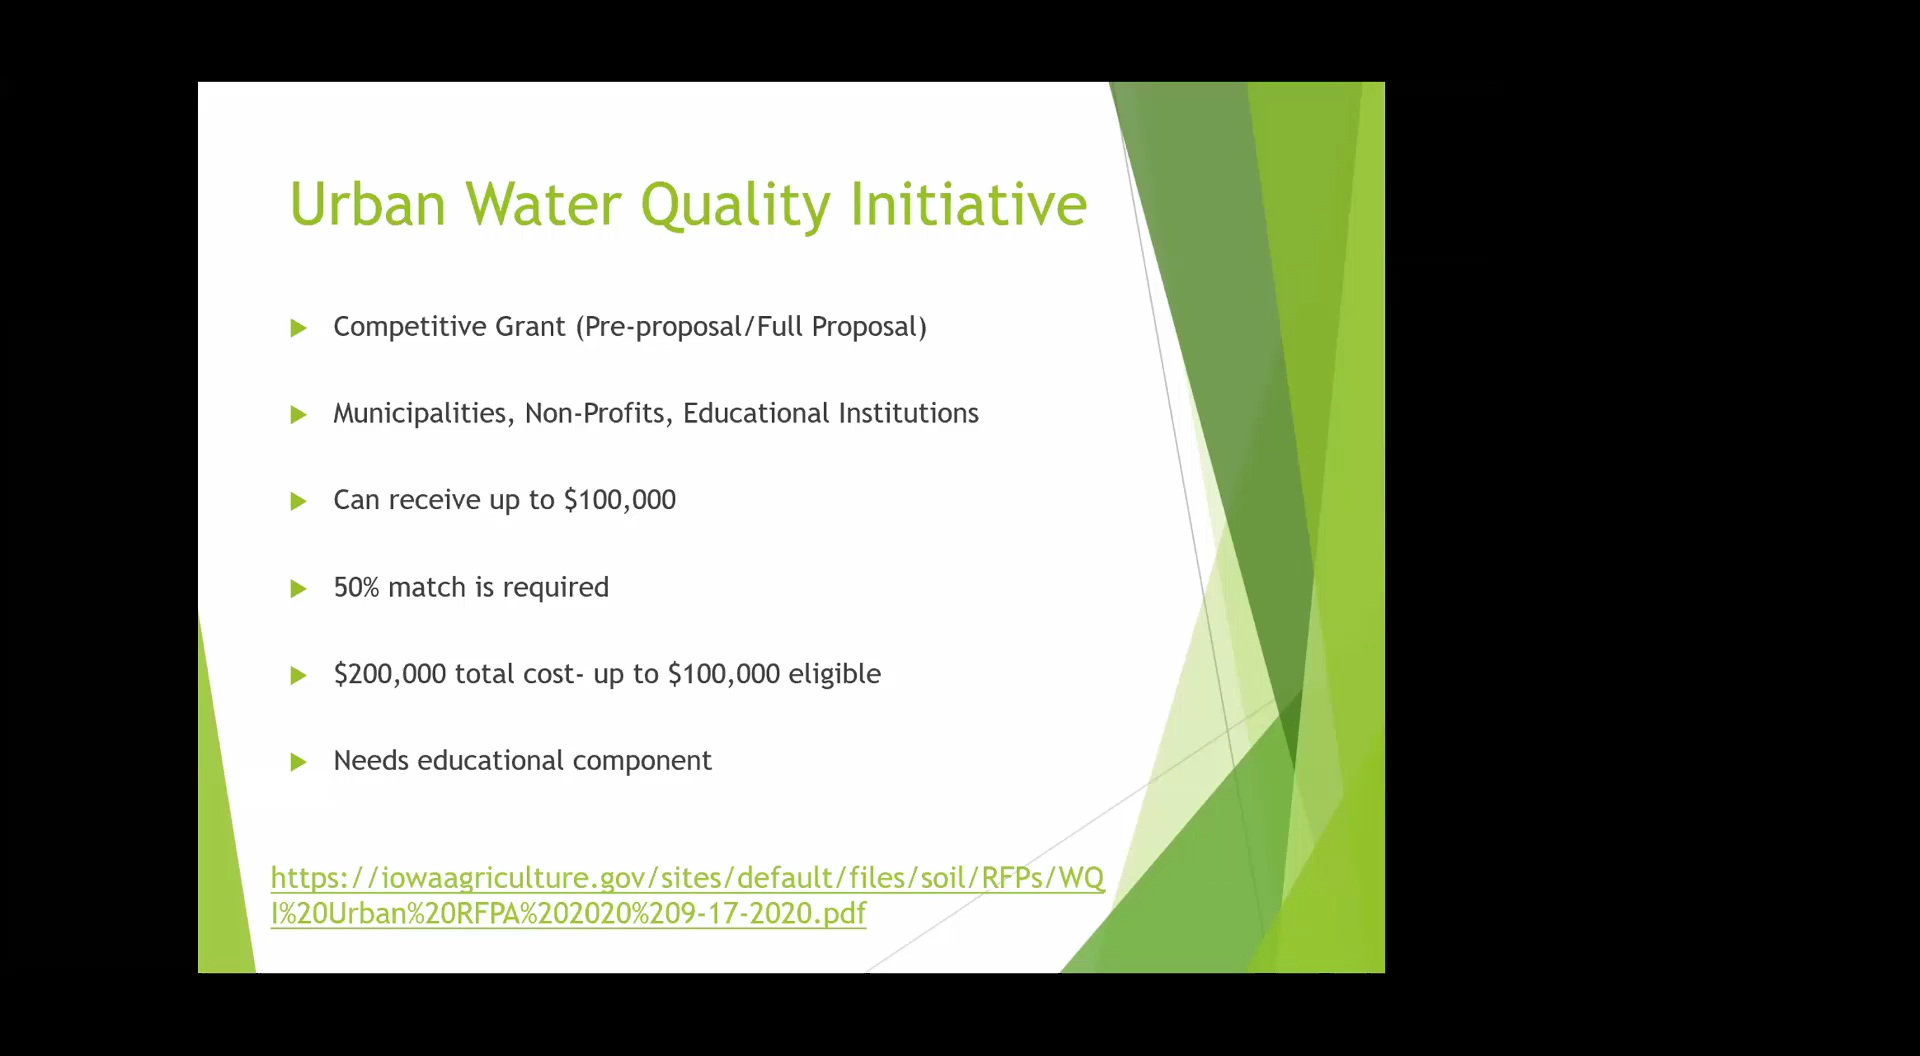 Urban Water Quality Initiative
Competitive Grant (Pre-proposal/Full Proposal)
Municipalities, Non-Profits, Educational Institutions
Can receive up to $100,000
50% match is required
$200,000 total cost- up to $100,000 eligible
Needs educational component
https://iowaagriculture.gov/sites/default/files/soil/RFPs/WQ
I%20Urban%20RFPA%202020%209-17-2020.pdf